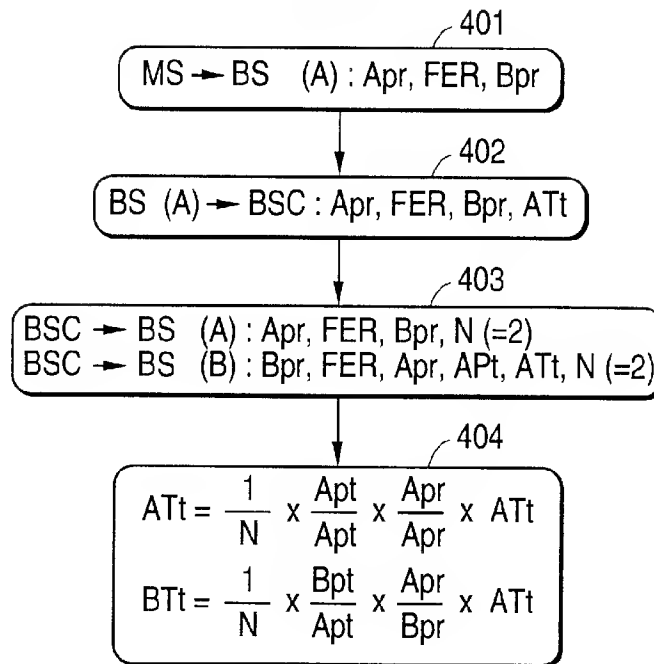 401
MS → BS (A) : Apr, FER, Bpr
402
BS (A) → BSC : Apr, FER, Bpr, ATt
403
BSC → BS (A) : Apr, FER, Bpr, N (=2)
BSC → BS (B) : Bpr, FER, Apr, APt, ATt, N (=2)
404
ATt = 1/N x Apt/Apt x Apr/Apr x ATt
BTt = 1/N x Bpt/Apt x Apr/Bpr x ATt